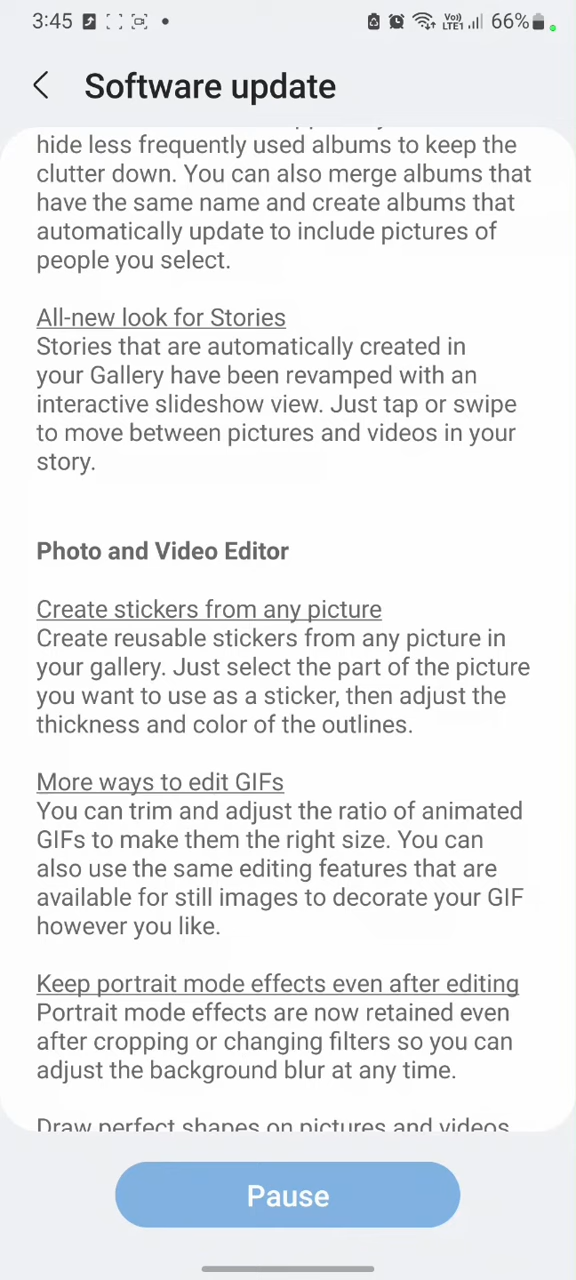 3:45
Vo)) LTE1
66%
Software update
hide less frequently used albums to keep the
clutter down. You can also merge albums that
have the same name and create albums that
automatically update to include pictures of
people you select.
All-new look for Stories
Stories that are automatically created in
your Gallery have been revamped with an
interactive slideshow view. Just tap or swipe
to move between pictures and videos in your
story.
Photo and Video Editor
Create stickers from any picture
Create reusable stickers from any picture in
your gallery. Just select the part of the picture
you want to use as a sticker, then adjust the
thickness and color of the outlines.
More ways to edit GIFs
You can trim and adjust the ratio of animated
GIFs to make them the right size. You can
also use the same editing features that are
available for still images to decorate your GIF
however you like.
Keep portrait mode effects even after editing
Portrait mode effects are now retained even
after cropping or changing filters so you can
adjust the background blur at any time.
Draw perfect shapes on pictures and videos
Pause